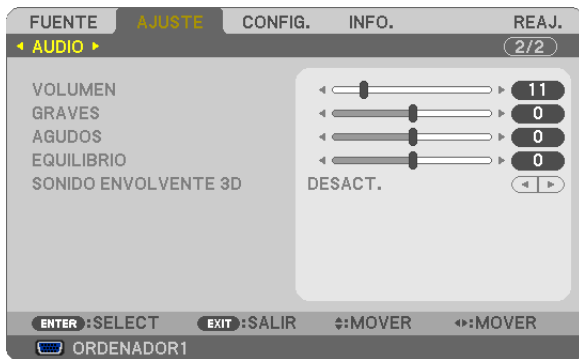 FUENTE AJUSTE CONFIG. INFO. REAJ.
AUDIO 2/2
VOLUMEN 11
GRAVES 0
AGUDOS 0
EQUILIBRIO 0
SONIDO ENVOLVENTE 3D DESACT.
ENTER :SELECT EXIT :SALIR :MOVER :MOVER
ORDENADOR1